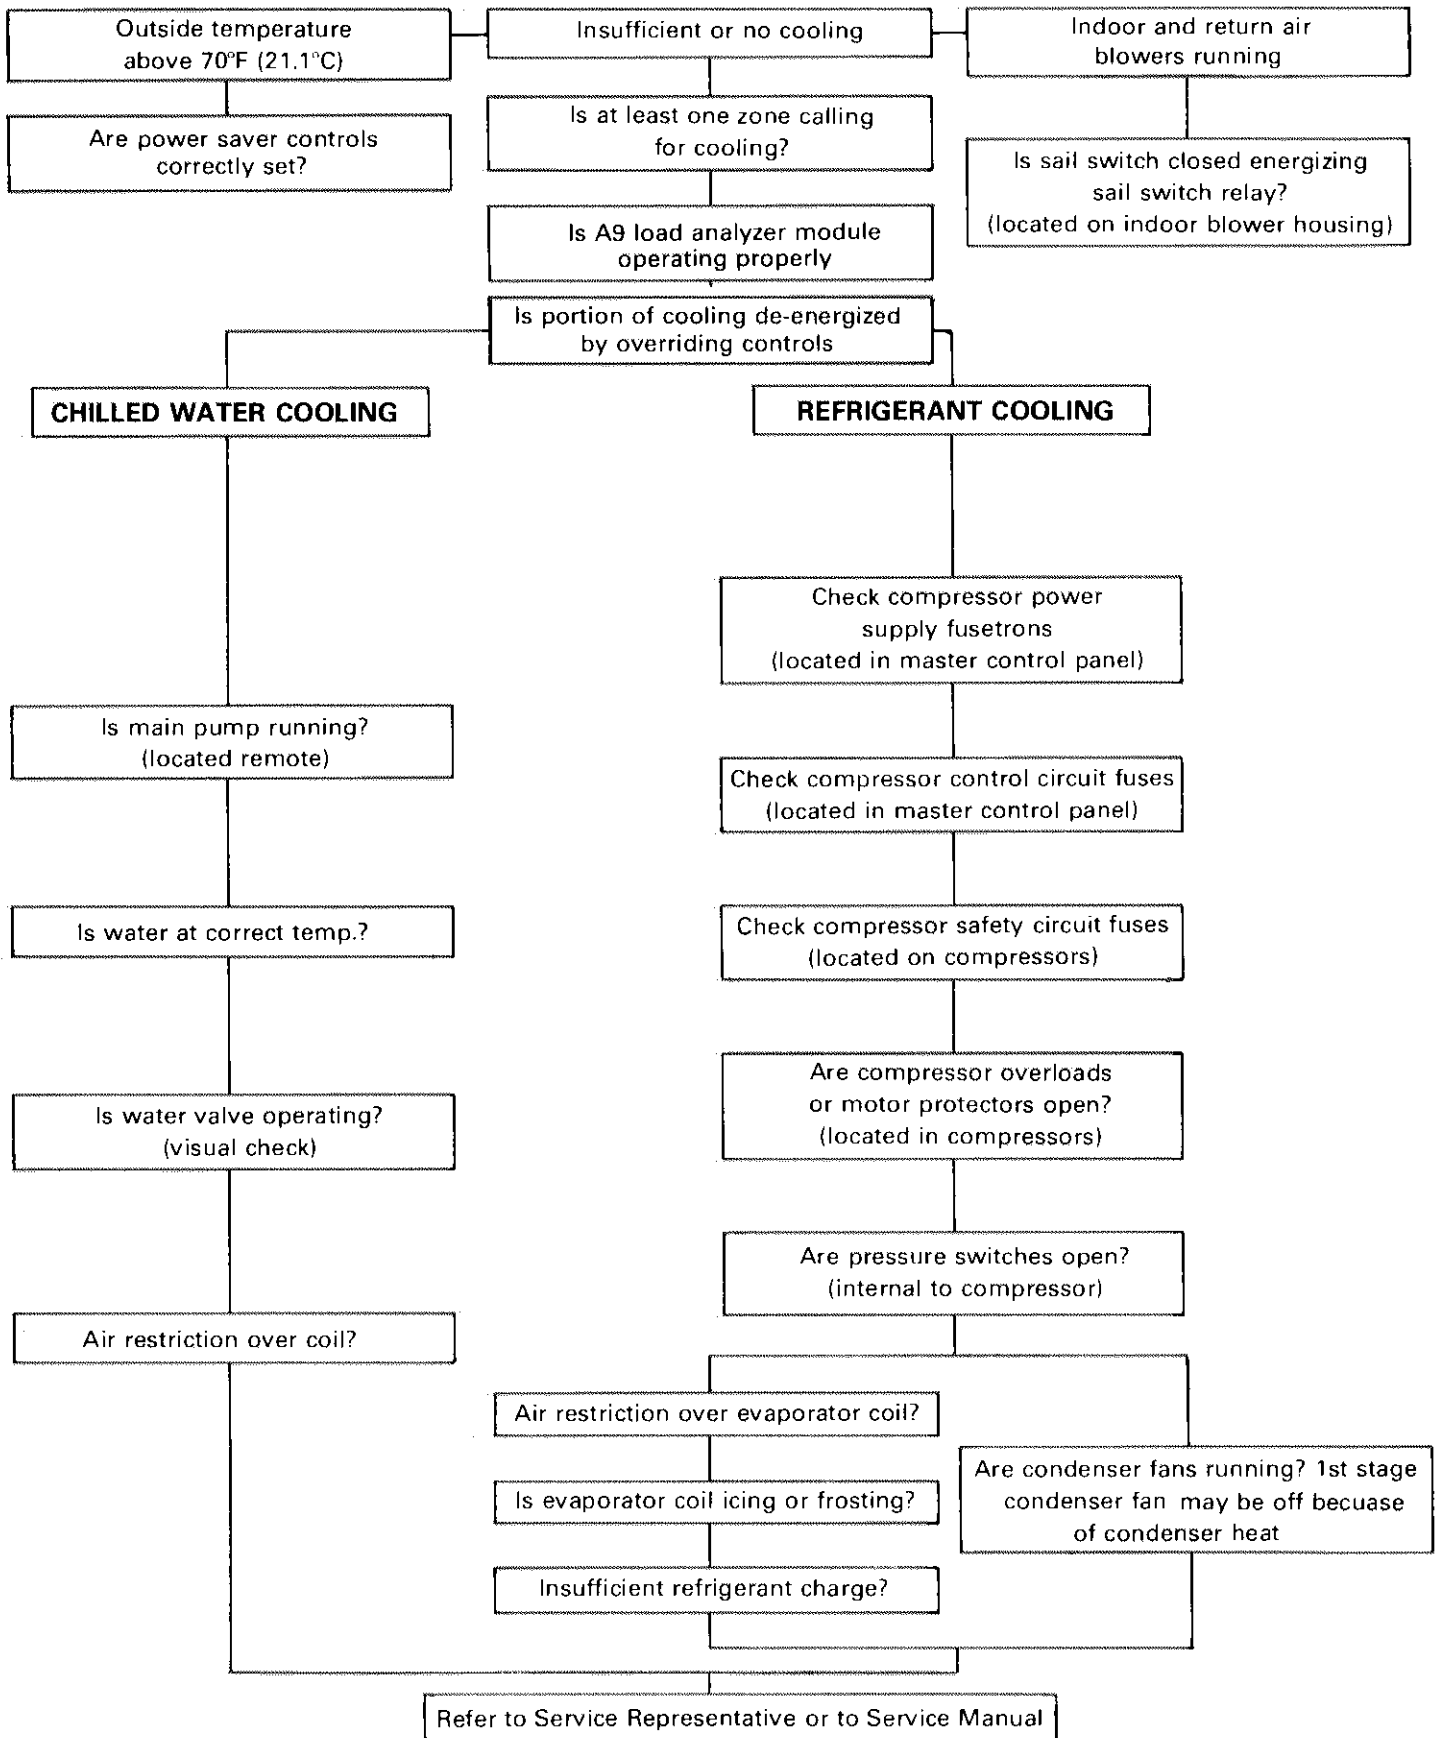 Outside temperature
above 70°F (21.1°C)
Insufficient or no cooling
Indoor and return air
blowers running
Are power saver controls
correctly set?
Is at least one zone calling
for cooling?
Is sail switch closed energizing
sail switch relay?
(located on indoor blower housing)
Is A9 load analyzer module
operating properly
Is portion of cooling de-energized
by overriding controls
CHILLED WATER COOLING
REFRIGERANT COOLING
Check compressor power
supply fusetrons
(located in master control panel)
Is main pump running?
(located remote)
Check compressor control circuit fuses
(located in master control panel)
Is water at correct temp.?
Check compressor safety circuit fuses
(located on compressors)
Are compressor overloads
or motor protectors open?
(located in compressors)
Is water valve operating?
(visual check)
Are pressure switches open?
(internal to compressor)
Air restriction over coil?
Air restriction over evaporator coil?
Are condenser fans running? 1st stage
condenser fan may be off becuase
of condenser heat
Is evaporator coil icing or frosting?
Insufficient refrigerant charge?
Refer to Service Representative or to Service Manual